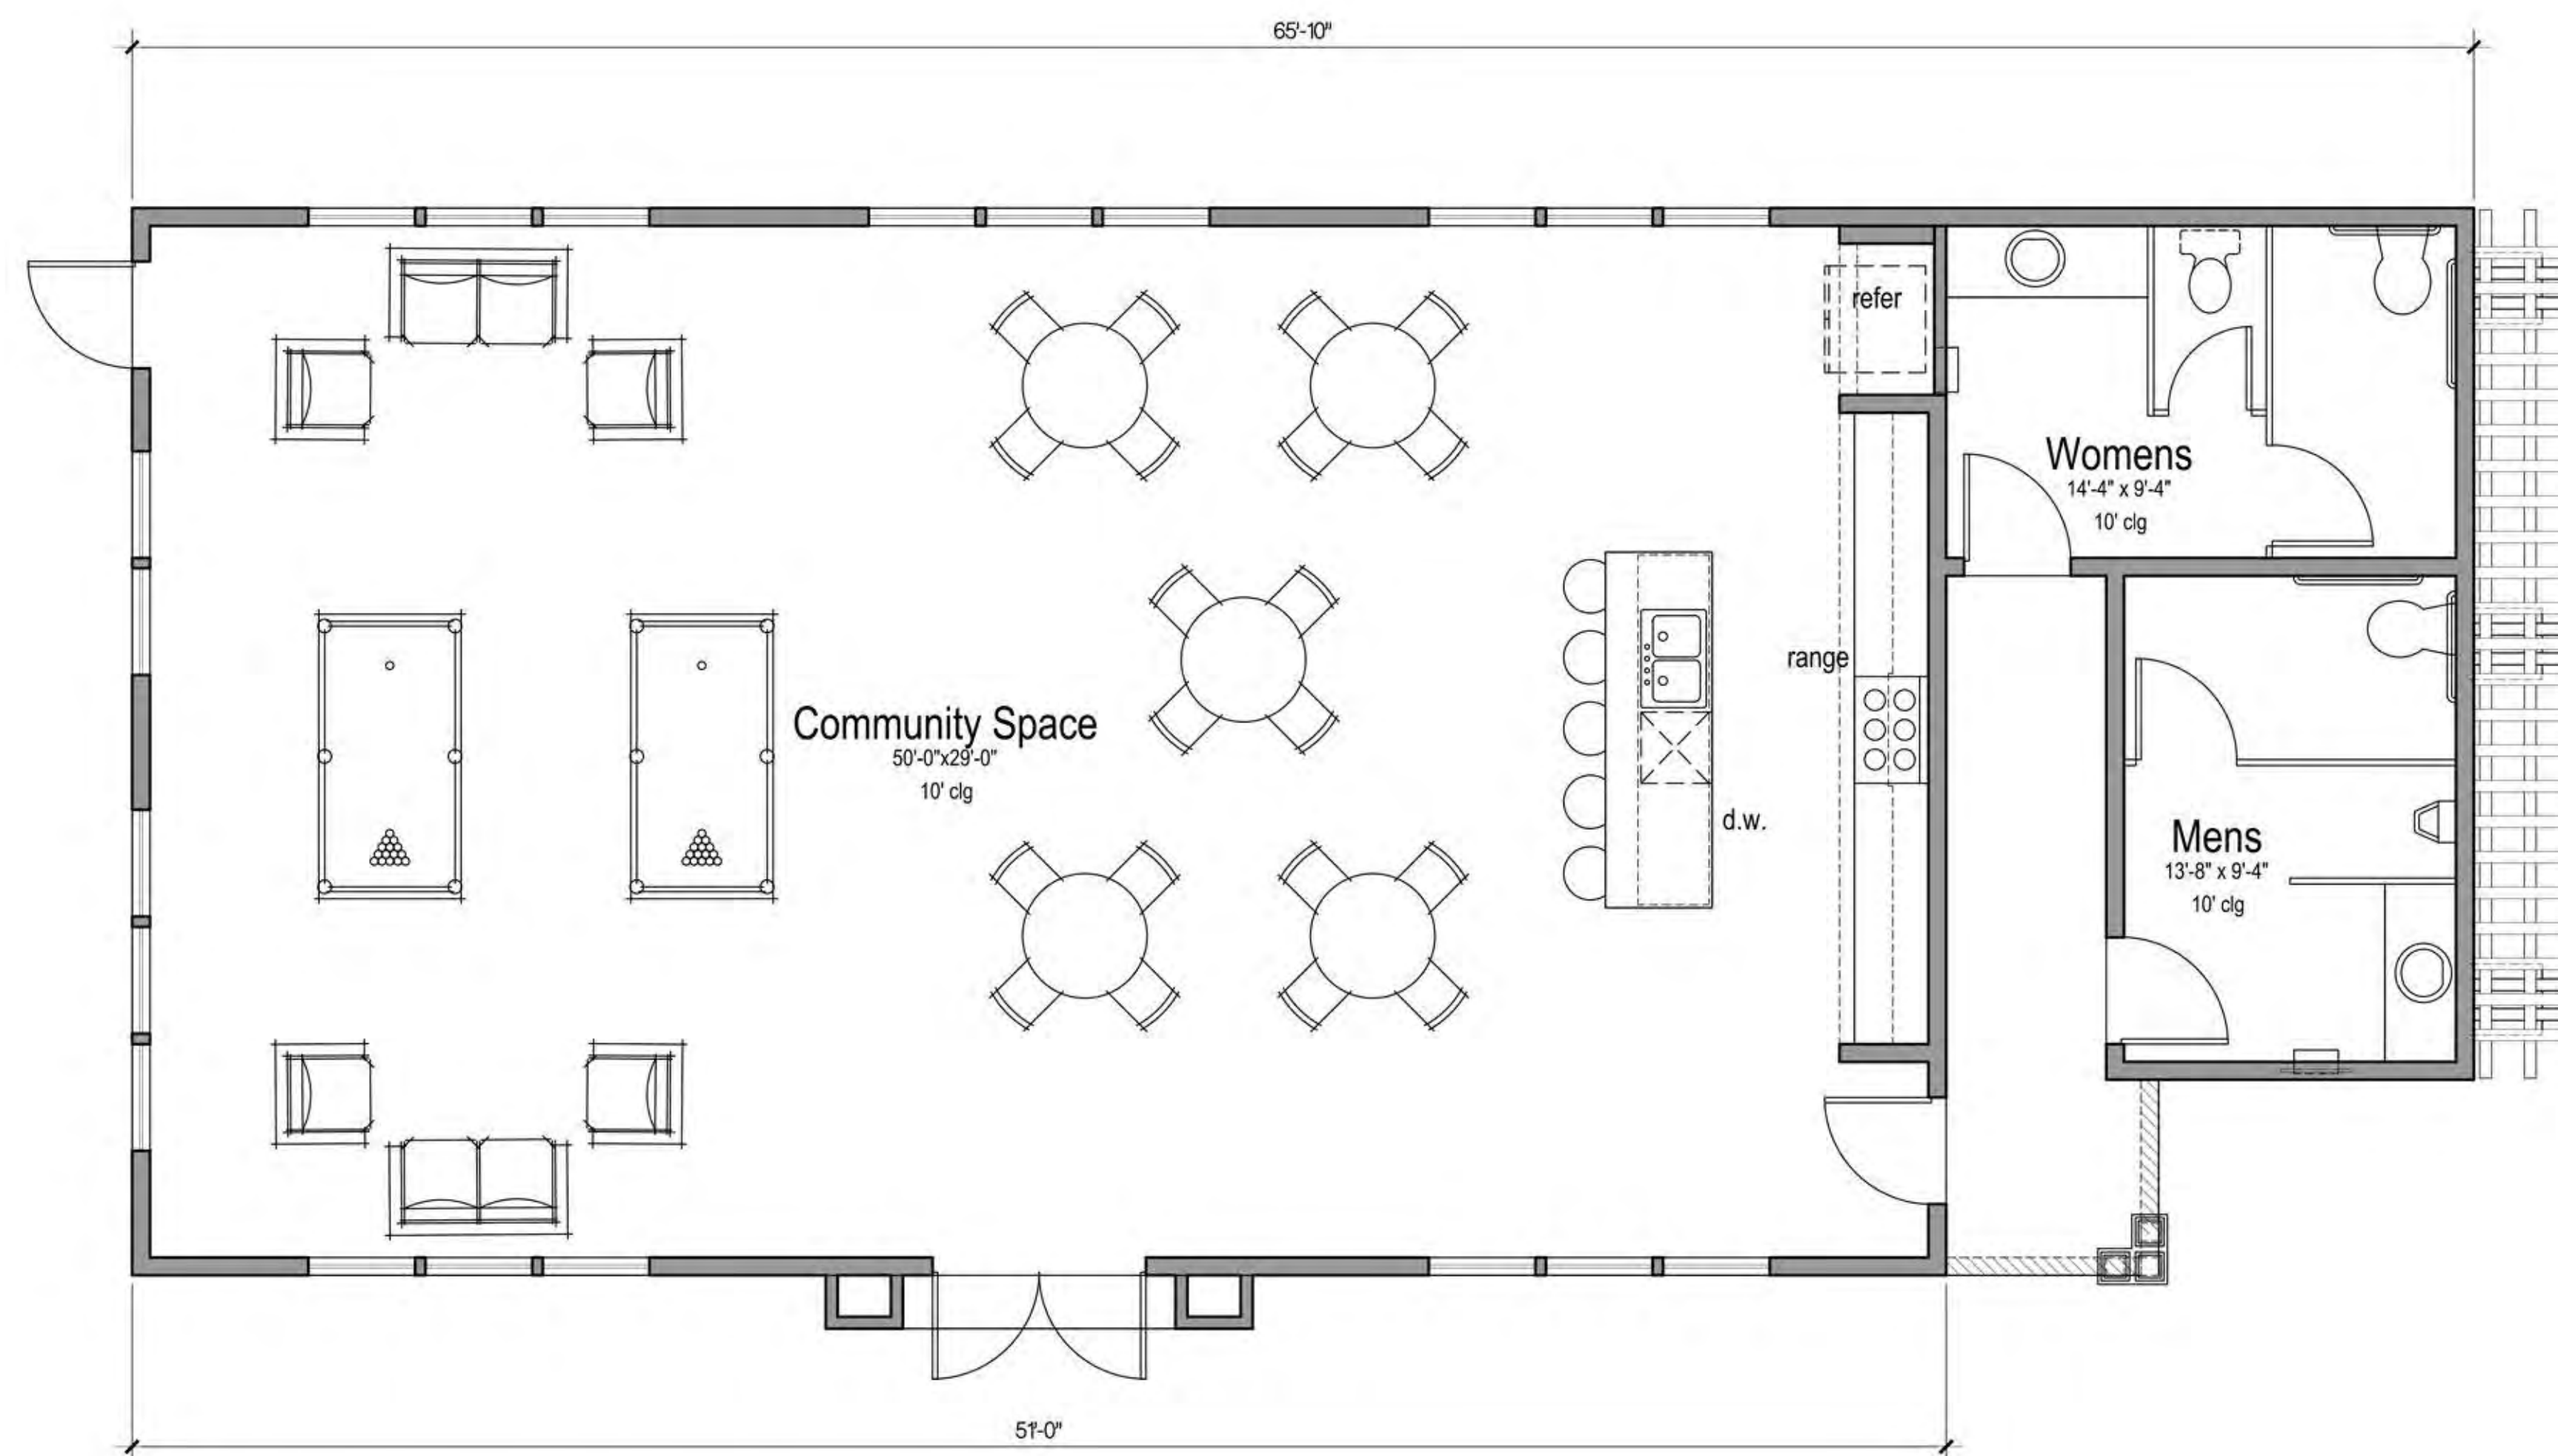 65'-10"
refer
Womens
14'-4" x 9'-4"
10' clg
range
Community Space
50'-0"x29'-0"
10' clg
d.w.
Mens
13'-8" x 9'-4"
10' clg
51'-0"